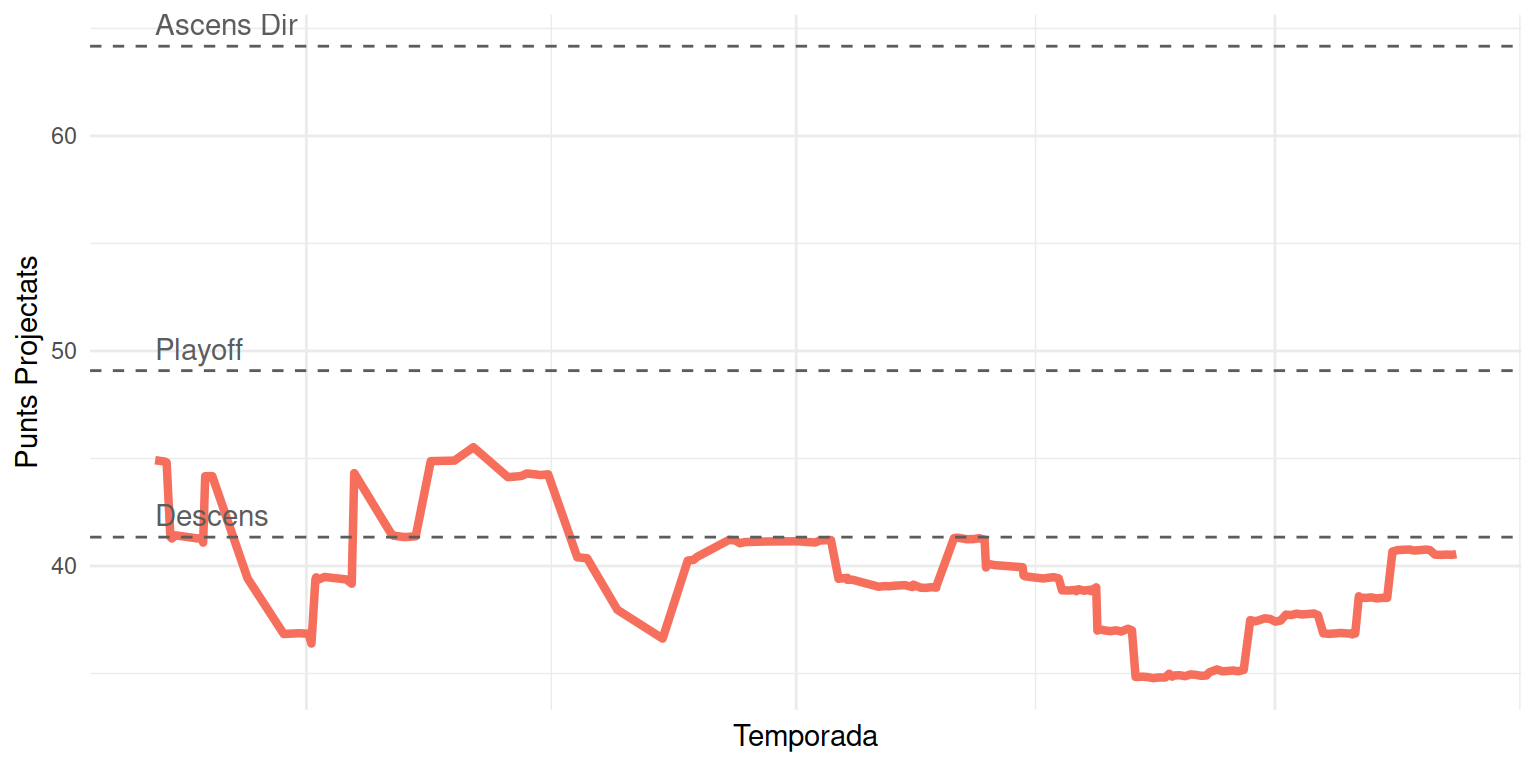 Ascens Dir
60
Playoff
50
Descens
40
Punts Projectats
Temporada